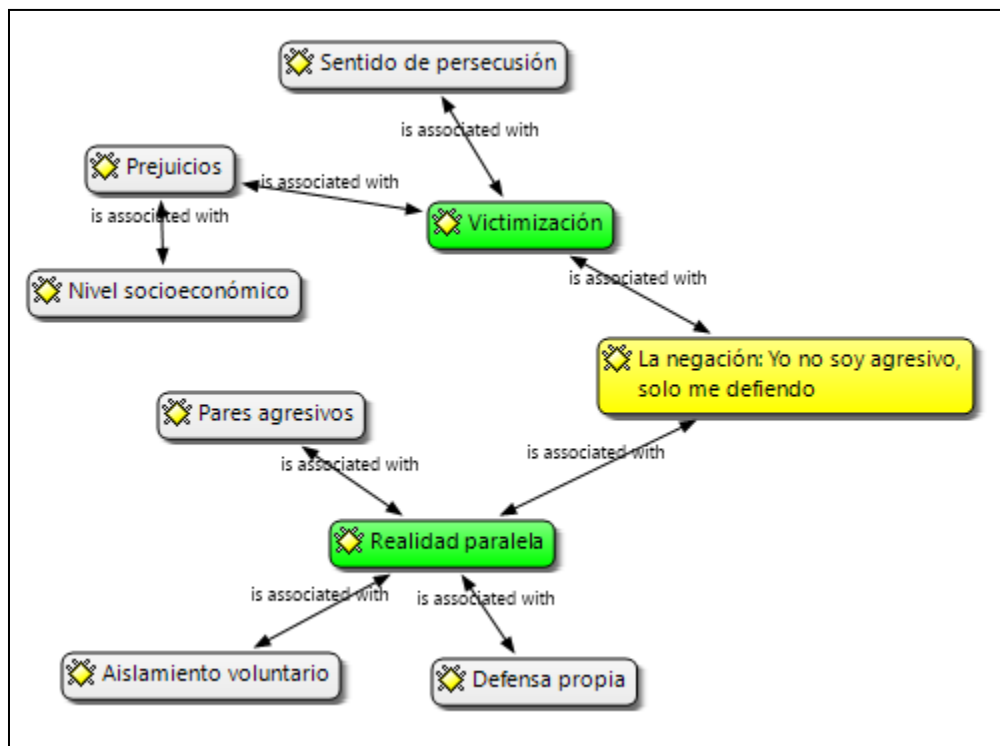 Sentido de persecusión
is associated with
Prejuicios
is associated with
is associated with
Victimización
is associated with
Nivel socioeconómico
La negación: Yo no soy agresivo,
solo me defiendo
Pares agresivos
is associated with
is associated with
Realidad paralela
is associated with
is associated with
Aislamiento voluntario
Defensa propia